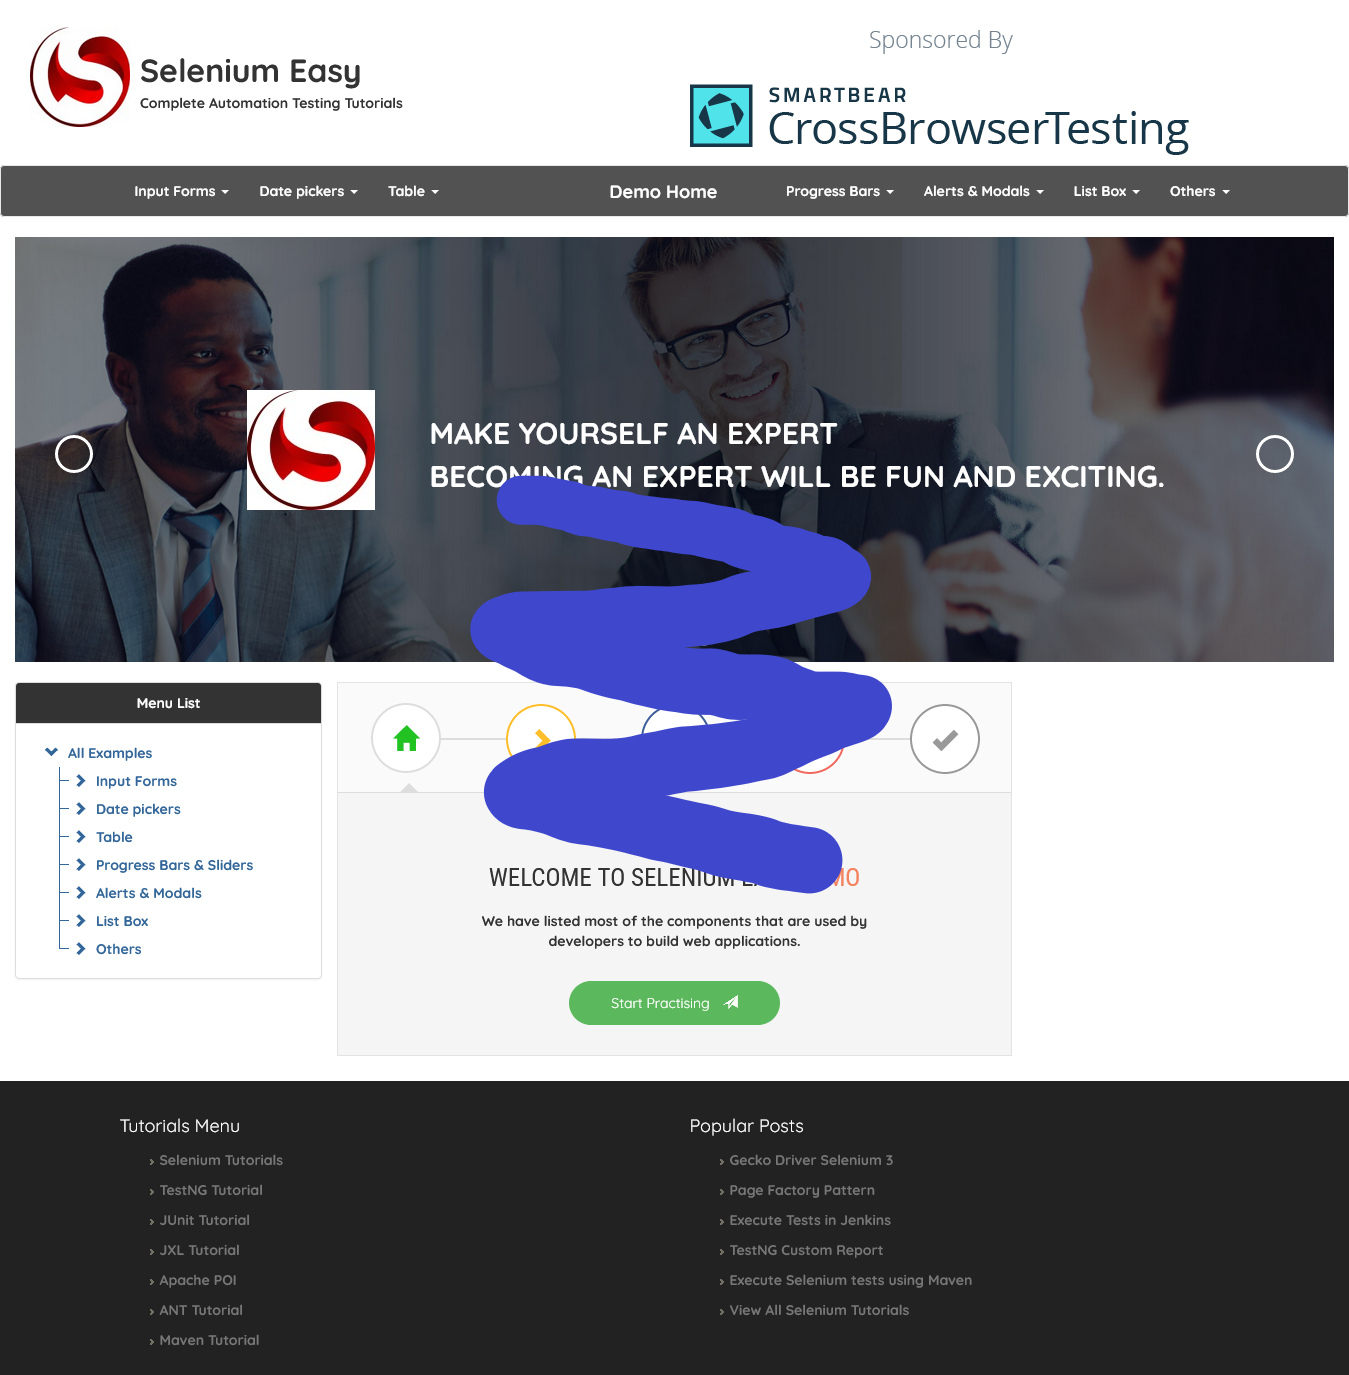 Selenium Easy
Complete Automation Testing Tutorials
Sponsored By
SMARTBEAR
CrossBrowserTesting
Input Forms
Date pickers
Table
Demo Home
Progress Bars
Alerts & Modals
List Box
Others
MAKE YOURSELF AN EXPERT
BECOMING AN EXPERT WILL BE FUN AND EXCITING.
Menu List
All Examples
Input Forms
Date pickers
Table
Progress Bars & Sliders
Alerts & Modals
List Box
Others
WELCOME TO SELENIUM
We have listed most of the components that are used by
developers to build web applications.
Start Practising
Tutorials Menu
Selenium Tutorials
TestNG Tutorial
JUnit Tutorial
JXL Tutorial
Apache POI
ANT Tutorial
Maven Tutorial
Popular Posts
Gecko Driver Selenium 3
Page Factory Pattern
Execute Tests in Jenkins
TestNG Custom Report
Execute Selenium tests using Maven
View All Selenium Tutorials